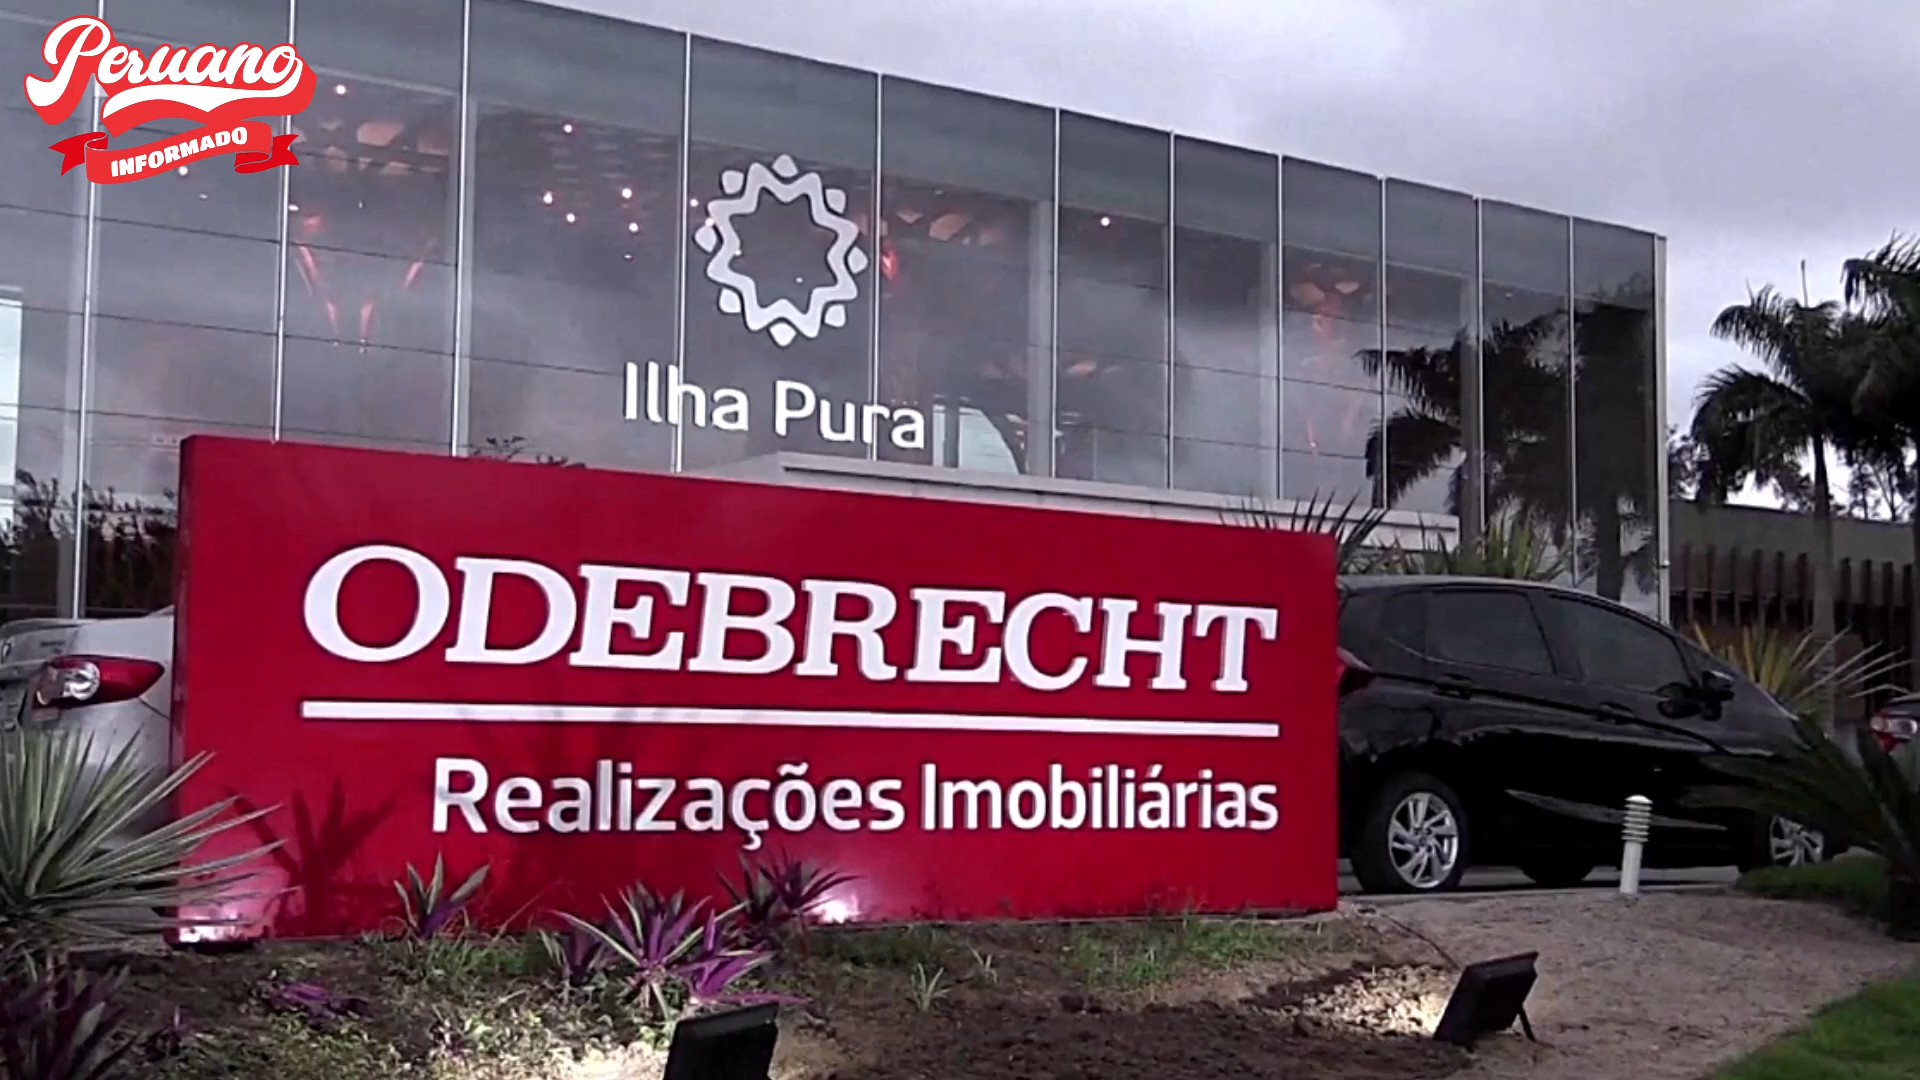 Peruano
INFORMADO
Ilha Pura
ODEBRECHT
Realizações Imobiliárias